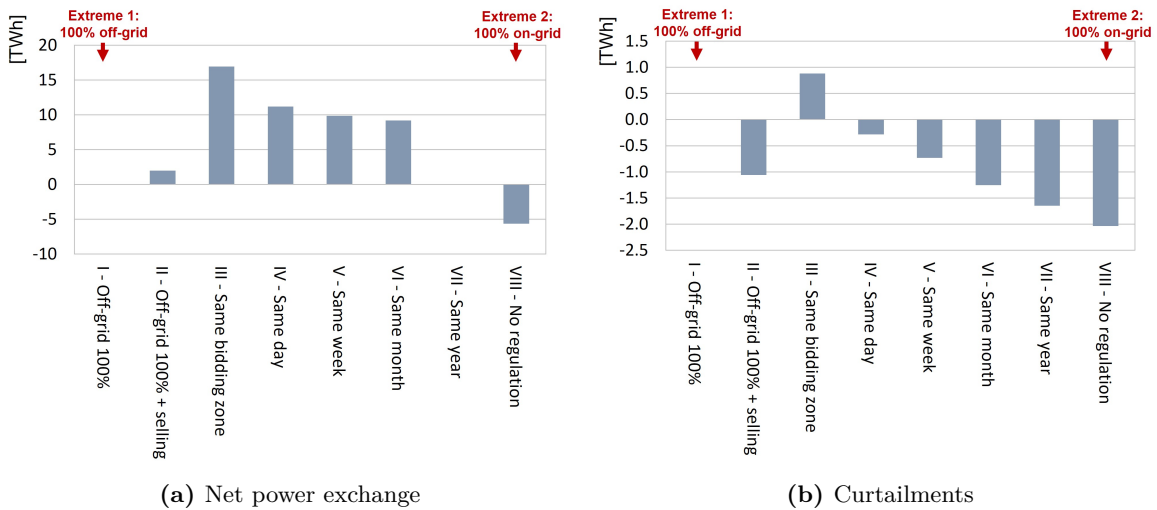 Extreme 1:
100% off-grid
Extreme 2:
100% on-grid
[TWh]
20
15
10
5
0
-5
-10
I - Off-grid 100%
II - Off-grid 100% + selling
III - Same bidding zone
IV - Same day
V - Same week
VI - Same month
VII - Same year
VIII - No regulation
(a) Net power exchange
Extreme 1:
100% off-grid
Extreme 2:
100% on-grid
[TWh]
1.5
1.0
0.5
0.0
-0.5
-1.0
-1.5
-2.0
-2.5
I - Off-grid 100%
II - Off-grid 100% + selling
III - Same bidding zone
IV - Same day
V - Same week
VI - Same month
VII - Same year
VIII - No regulation
(b) Curtailments